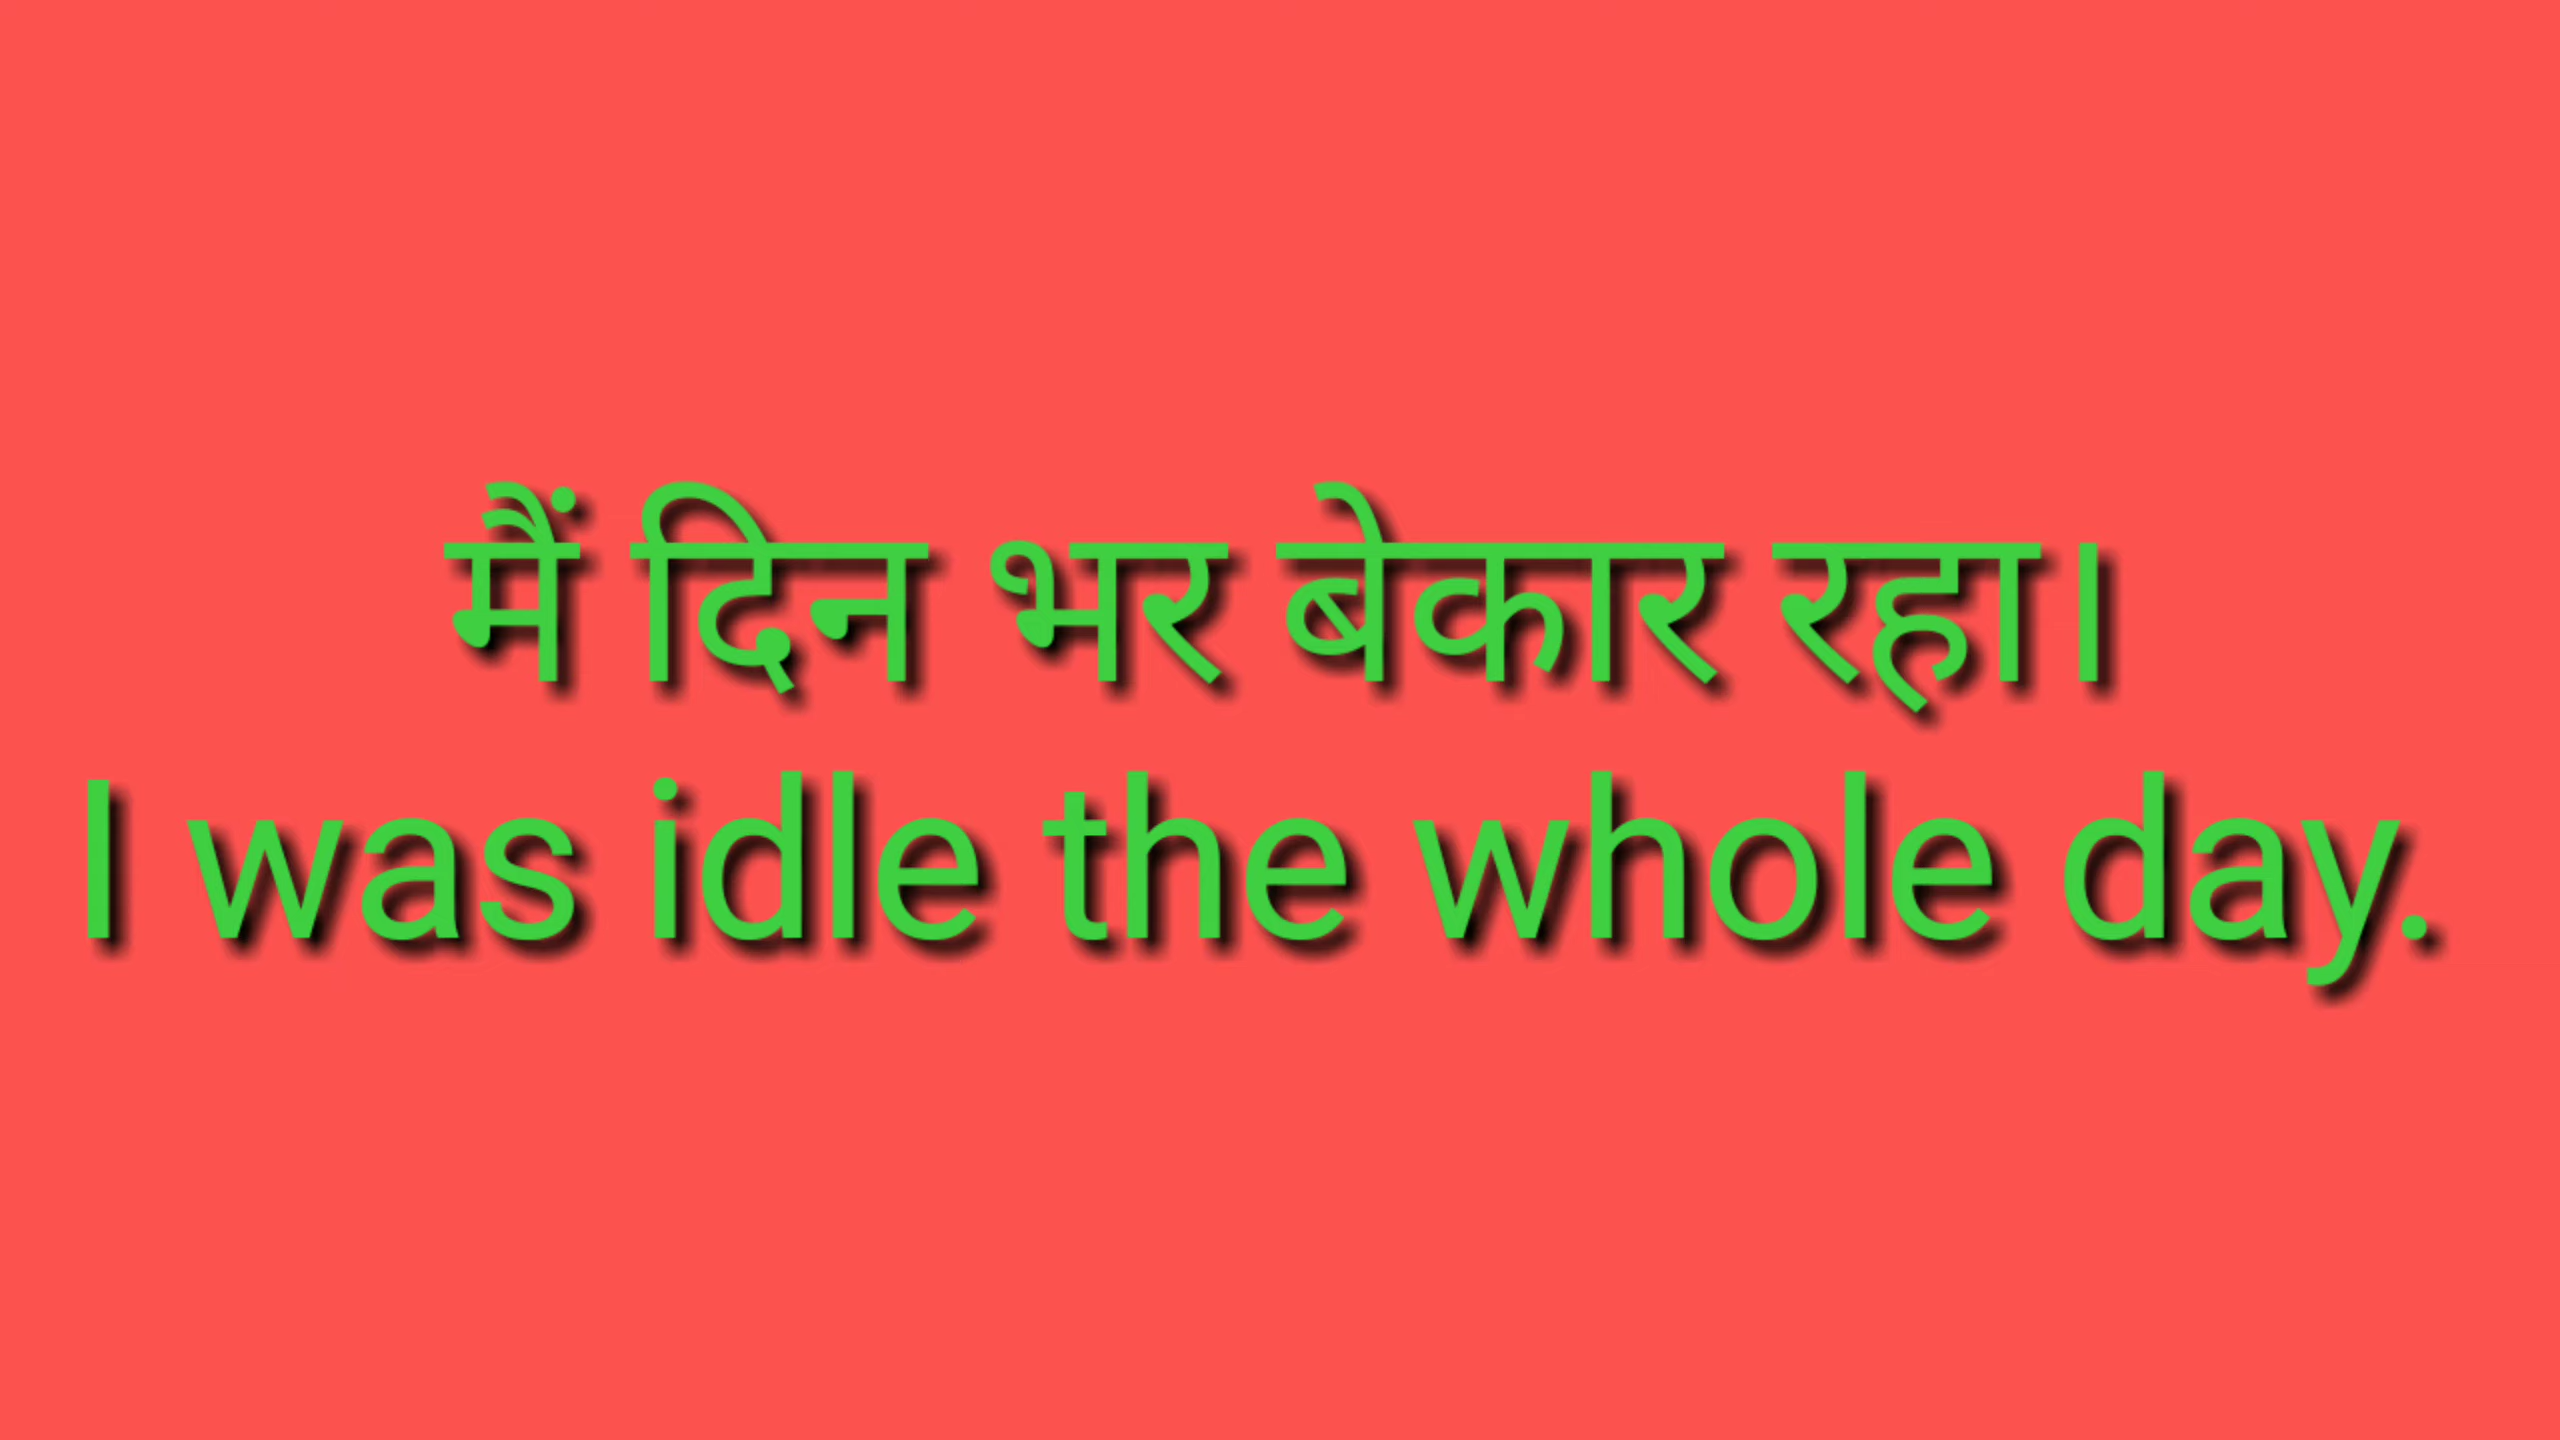 मैं दिन भर बेकार रहा।
I was idle the whole day.